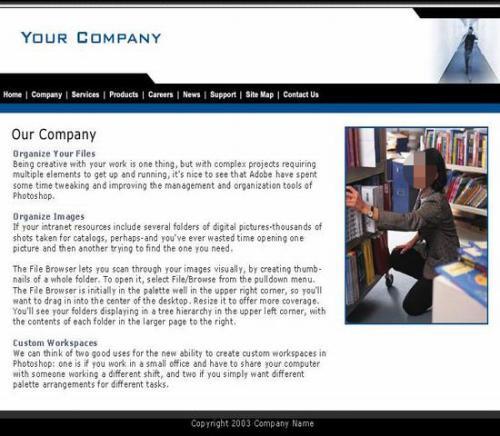 YOUR COMPANY
Home | Company | Services | Products | Careers | News | Support | Site Map | Contact Us
Our Company
Organize Your Files
Being creative with your work is one thing, but with complex projects requiring
multiple elements to get up and running, it's nice to see that Adobe have spent
some time tweaking and improving the management and organization tools of
Photoshop.
Organize Images
If your intranet resources include several folders of digital pictures-thousands of
shots taken for catalogs, perhaps-and you've ever wasted time opening one
picture and then another trying to find the one you need.
The File Browser lets you scan through your images visually, by creating thumb-
nails of a whole folder. To open it, select File/Browse from the pulldown menu.
The File Browser is initially in the palette well in the upper right corner, so you'll
want to drag in into the center of the desktop. Resize it to offer more coverage.
You'll see your folders displaying in a tree hierarchy in the upper left corner, with
the contents of each folder in the larger page to the right.
Custom Workspaces
We can think of two good uses for the new ability to create custom workspaces in
Photoshop: one is if you work in a small office and have to share your computer
with someone working a different shift, and two if you simply want different
palette arrangements for different tasks.
Copyright 2003 Company Name